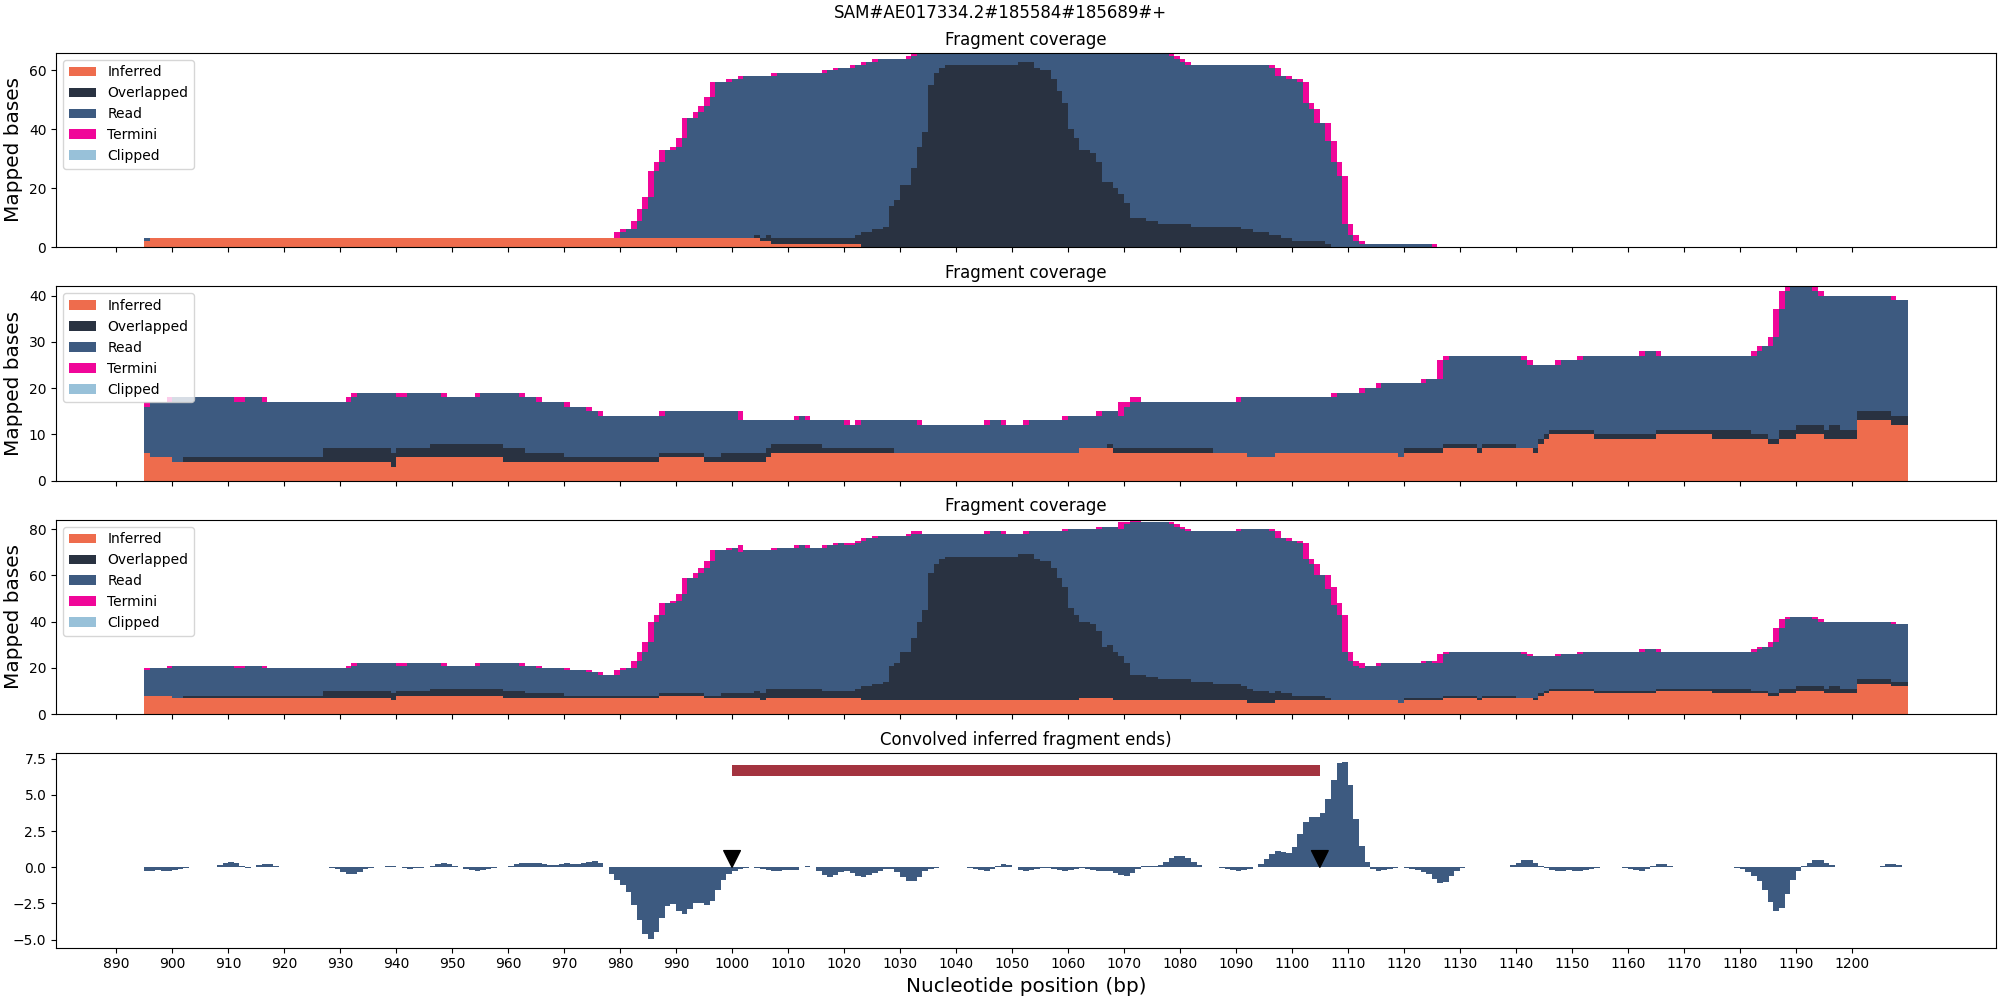 SAM#AE017334.2#185584#185689#+
Fragment coverage
Mapped bases
60
40
20
0
Inferred
Overlapped
Read
Termini
Clipped
Fragment coverage
Mapped bases
40
30
20
10
0
Inferred
Overlapped
Read
Termini
Clipped
Fragment coverage
Mapped bases
80
60
40
20
0
Inferred
Overlapped
Read
Termini
Clipped
Convolved inferred fragment ends)
7.5
5.0
2.5
0.0
−2.5
−5.0
890 900 910 920 930 940 950 960 970 980 990 1000 1010 1020 1030 1040 1050 1060 1070 1080 1090 1100 1110 1120 1130 1140 1150 1160 1170 1180 1190 1200
Nucleotide position (bp)